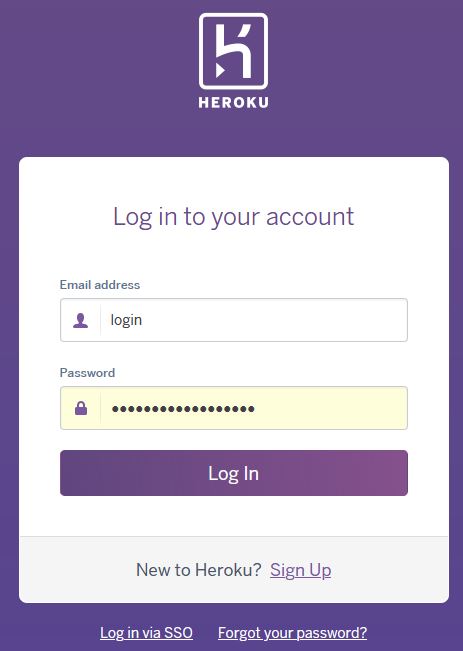 HEROKU
Log in to your account
Email address
login
Password
••••••••••••••••••
Log In
New to Heroku? Sign Up
Log in via SSO Forgot your password?